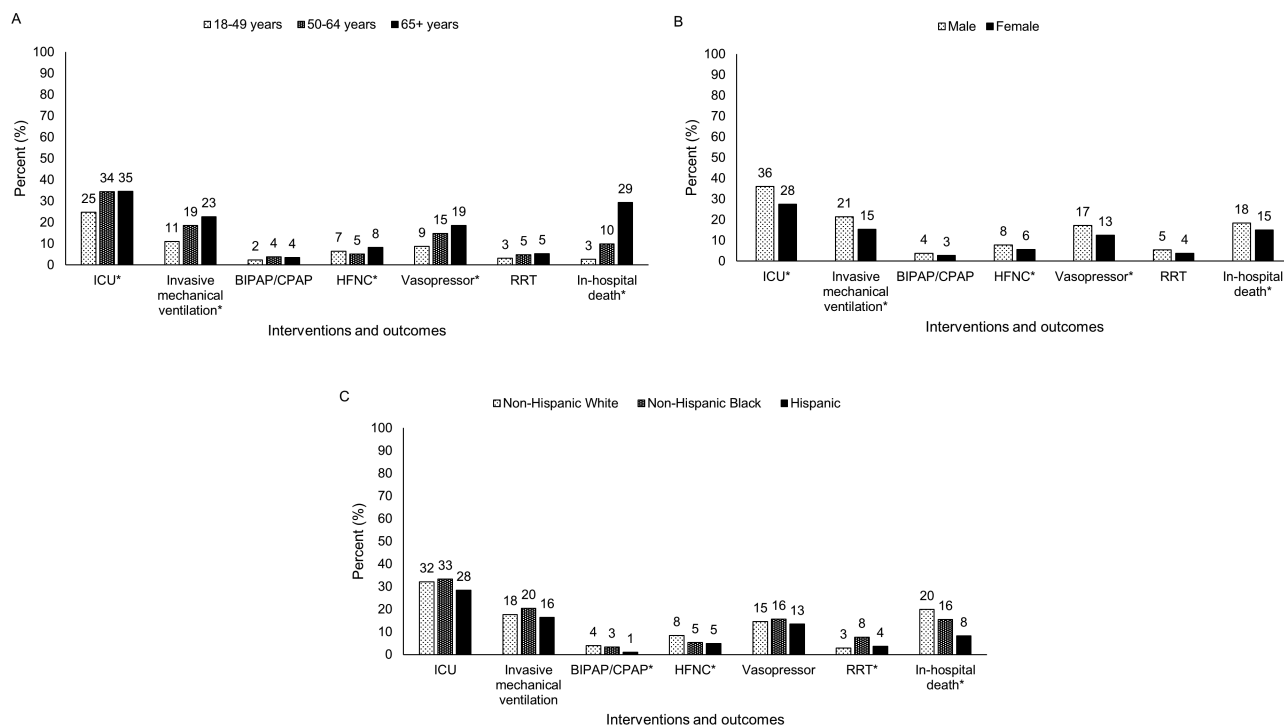 A
18-49 years 50-64 years 65+ years
Percent (%)
100
90
80
70
60
50
40
30
20
10
0
25 34 35
11 19 23
2 4 4
7 5 8
9 15 19
3 5 5
3 10 29
ICU* Invasive BIPAP/CPAP HFNC* Vasopressor* RRT In-hospital
mechanical death*
ventilation*
Interventions and outcomes
B
Male Female
Percent (%)
100
90
80
70
60
50
40
30
20
10
0
36 28
21 15
4 3
8 6
17 13
5 4
18 15
ICU* Invasive BIPAP/CPAP HFNC* Vasopressor* RRT In-hospital
mechanical death*
ventilation*
Interventions and outcomes
C
Non-Hispanic White Non-Hispanic Black Hispanic
Percent (%)
100
90
80
70
60
50
40
30
20
10
0
32 33 28
18 20 16
4 3 1
8 5 5
15 16 13
3 8 4
20 16 8
ICU Invasive BIPAP/CPAP* HFNC* Vasopressor RRT* In-hospital
mechanical death*
ventilation
Interventions and outcomes